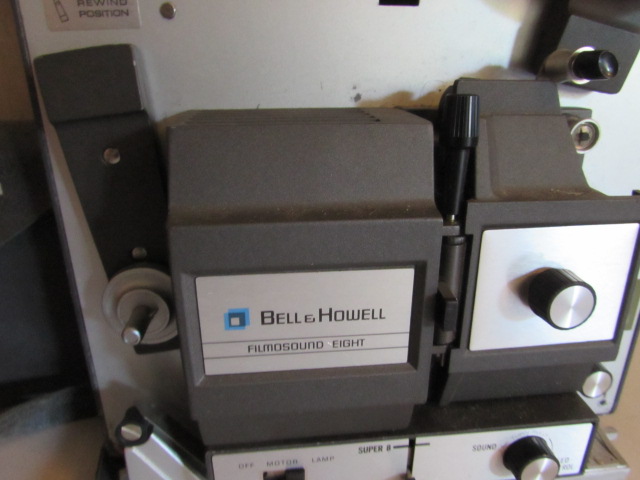 REWIND
POSITION
BELL & HOWELL
FILMOSOUND EIGHT
SUPER 8
OFF MOTOR LAMP
SOUND